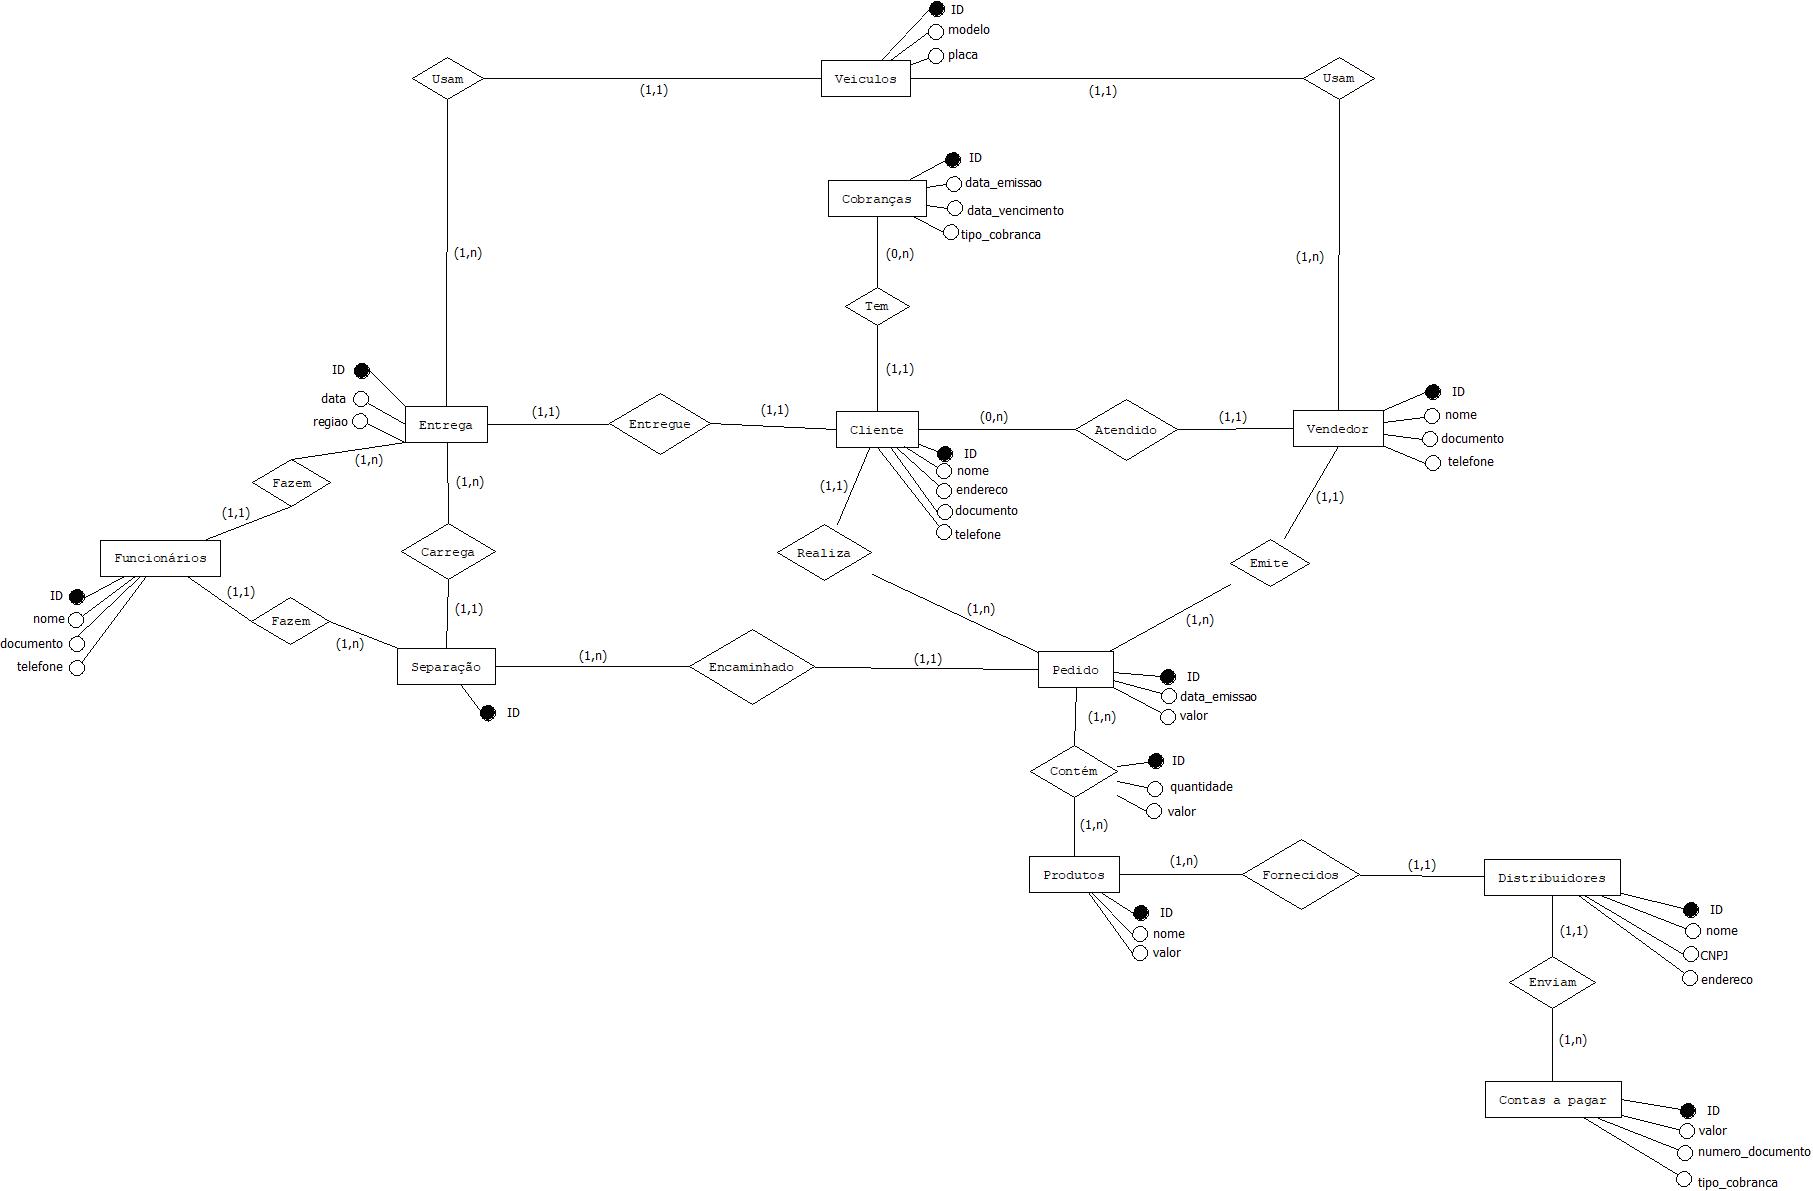 ID
modelo
placa
Usam
Veiculos
Usam
(1,1)
(1,1)
ID
data_emissao
Cobranças
data_vencimento
tipo_cobranca
(1,n)
(0,n)
(1,n)
Tem
ID
(1,1)
data
regiao
Entrega
(1,1)
Entregue
(1,1)
Cliente
(0,n)
Atendido
(1,1)
Vendedor
ID
nome
documento
telefone
ID
nome
endereco
documento
telefone
(1,n)
Fazem
(1,n)
(1,1)
(1,1)
(1,1)
Funcionários
Carrega
Realiza
Emite
ID
nome
documento
telefone
(1,1)
Fazem
(1,n)
(1,1)
(1,n)
(1,n)
Separação
(1,n)
Encaminhado
(1,1)
Pedido
ID
data_emissao
valor
ID
(1,n)
Contém
ID
quantidade
valor
(1,n)
Produtos
(1,n)
Fornecidos
(1,1)
Distribuidores
ID
nome
valor
ID
nome
CNPJ
endereco
(1,1)
Enviam
(1,n)
Contas a pagar
ID
valor
numero_documento
tipo_cobranca